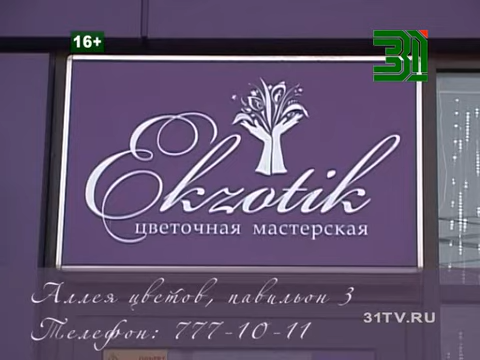 16+
31
Ekzotik
цветочная мастерская
Аллея цветов, павильон 3
31TV.RU
Телефон: 777-10-11